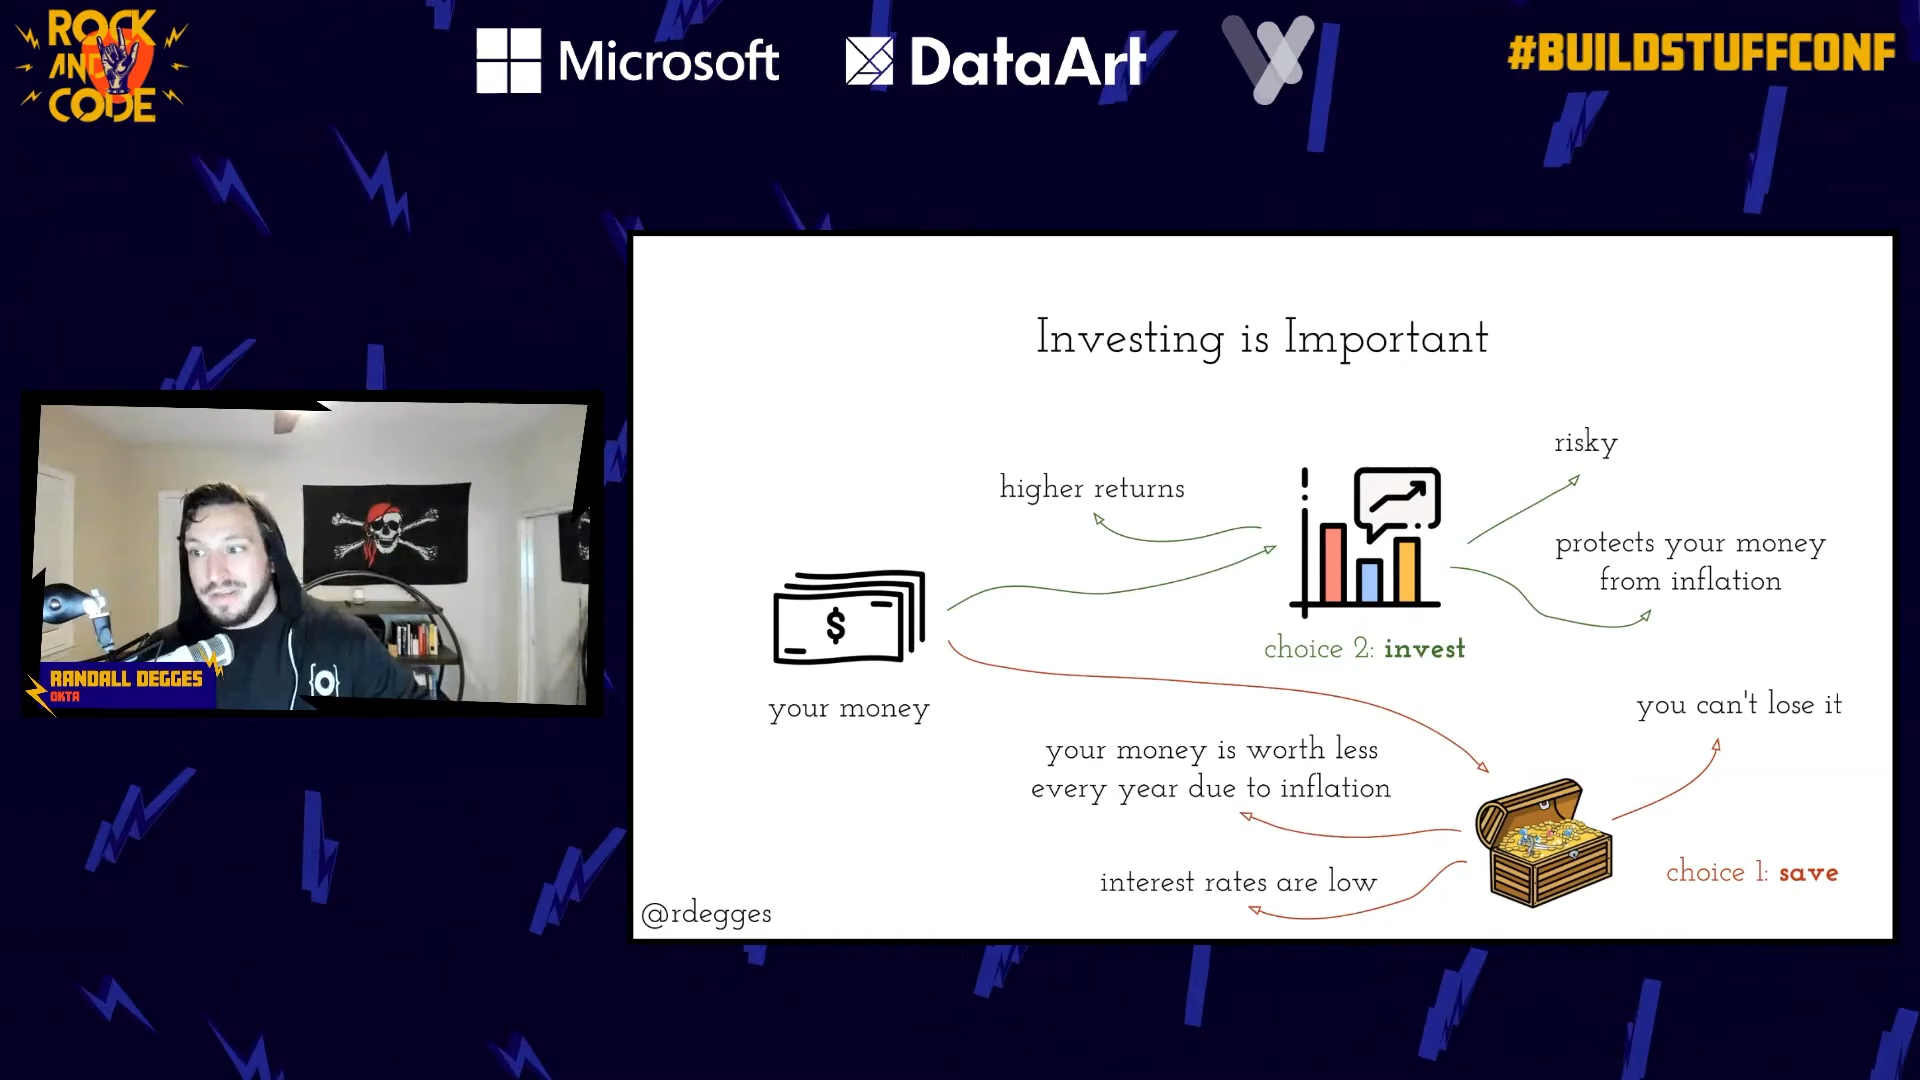 ROCK
AND
CODE
Microsoft
DataArt
#BUILDSTUFFCONF
Investing is Important
risky
higher returns
protects your money
from inflation
$
choice 2: invest
your money
you can't lose it
your money is worth less
every year due to inflation
choice 1: save
interest rates are low
@rdegges
RANDALL DEGGES
OKTA
{O}